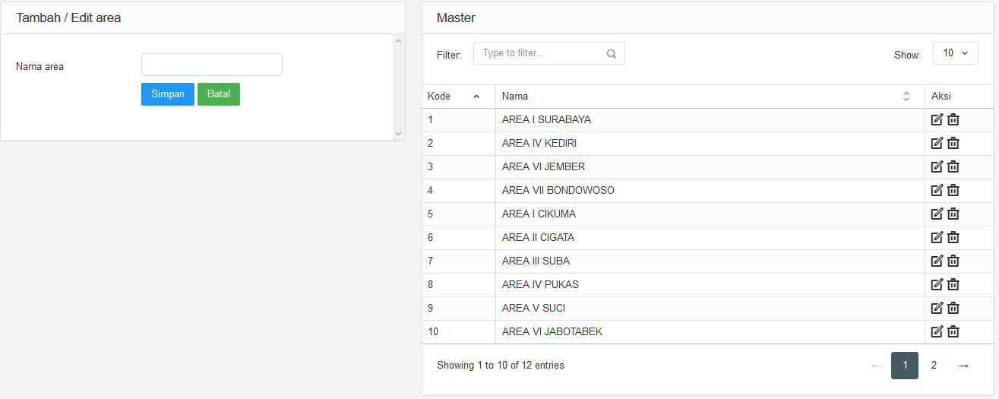 Tambah / Edit area
Nama area
Simpan Batal
Master
Filter: Type to filter... Show: 10
Kode Nama Aksi
1 AREA I SURABAYA
2 AREA IV KEDIRI
3 AREA VI JEMBER
4 AREA VII BONDOWOSO
5 AREA I CIKUMA
6 AREA II CIGATA
7 AREA III SUBA
8 AREA IV PUKAS
9 AREA V SUCI
10 AREA VI JABOTABEK
Showing 1 to 10 of 12 entries ← 1 2 →